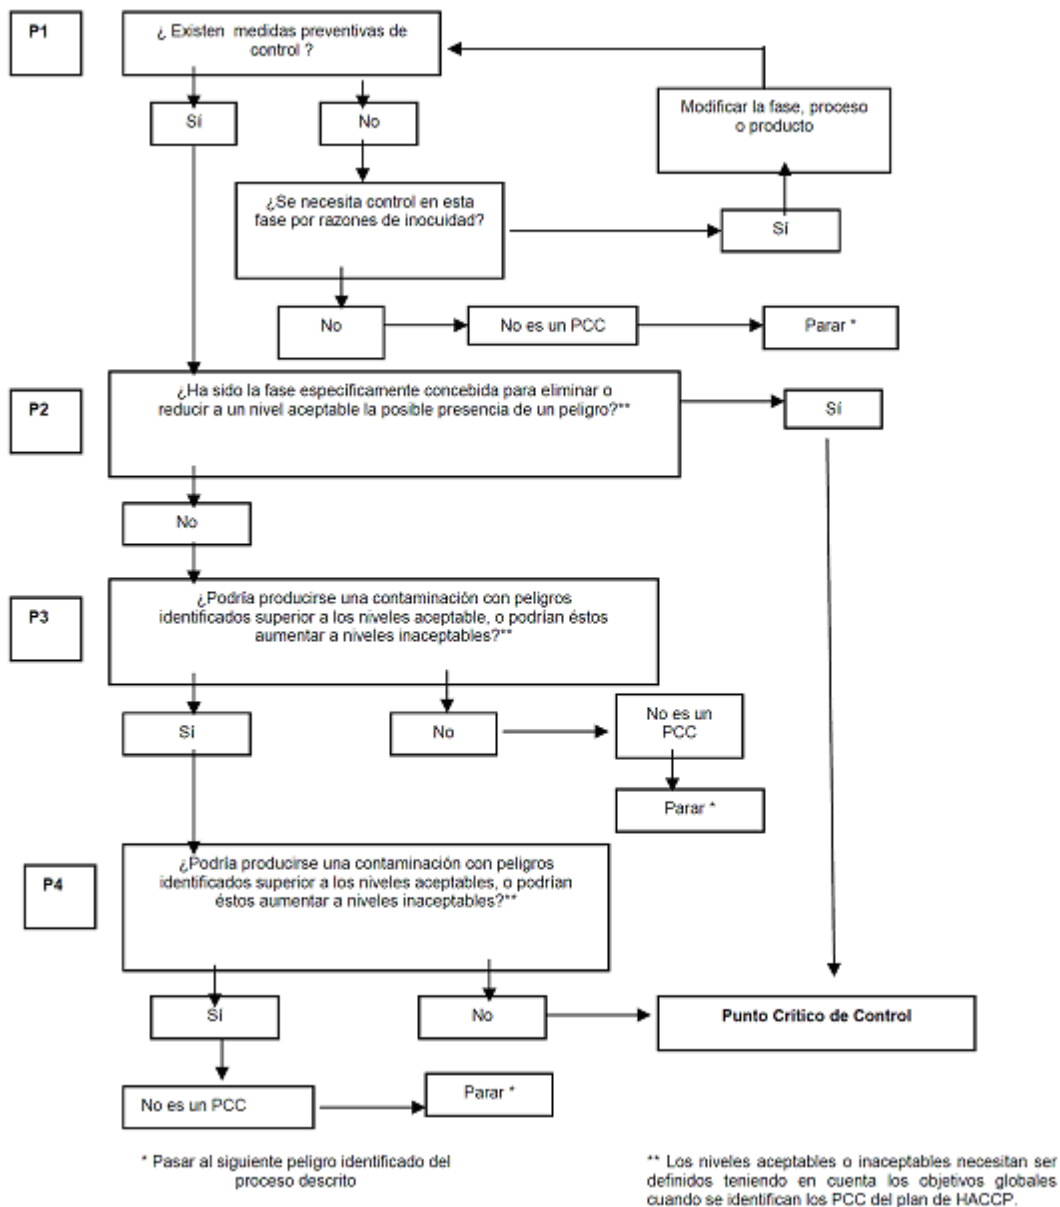 P1
¿ Existen medidas preventivas de
control ?
Sí
No
Modificar la fase, proceso
o producto
¿Se necesita control en esta
fase por razones de inocuidad?
Sí
No
No es un PCC
Parar *
P2
¿Ha sido la fase específicamente concebida para eliminar o
reducir a un nivel aceptable la posible presencia de un peligro?**
Sí
No
P3
¿Podría producirse una contaminación con peligros
identificados superior a los niveles aceptable, o podrían éstos
aumentar a niveles inaceptables?**
Sí
No
No es un
PCC
Parar *
P4
¿Podría producirse una contaminación con peligros
identificados superior a los niveles aceptables, o podrían
éstos aumentar a niveles inaceptables?**
Sí
No
Punto Crítico de Control
No es un PCC
Parar *
* Pasar al siguiente peligro identificado del
proceso descrito
** Los niveles aceptables o inaceptables necesitan ser
definidos teniendo en cuenta los objetivos globales
cuando se identifican los PCC del plan de HACCP.